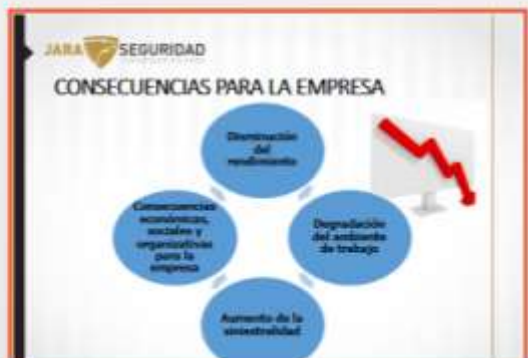 JARA SEGURIDAD
CONSECUENCIAS PARA LA EMPRESA
Disminución
del
rendimiento
Consecuencias
económicas,
sociales y
organizativas
para la
empresa
Degradación
del ambiente
de trabajo
Aumento de la
siniestralidad